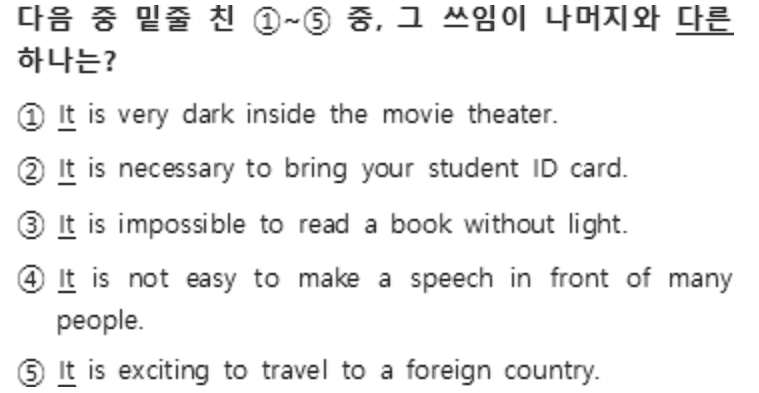 다음 중 밑줄 친 ①~⑤ 중, 그 쓰임이 나머지와 다른
하나는?
① It is very dark inside the movie theater.
② It is necessary to bring your student ID card.
③ It is impossible to read a book without light.
④ It is not easy to make a speech in front of many
people.
⑤ It is exciting to travel to a foreign country.